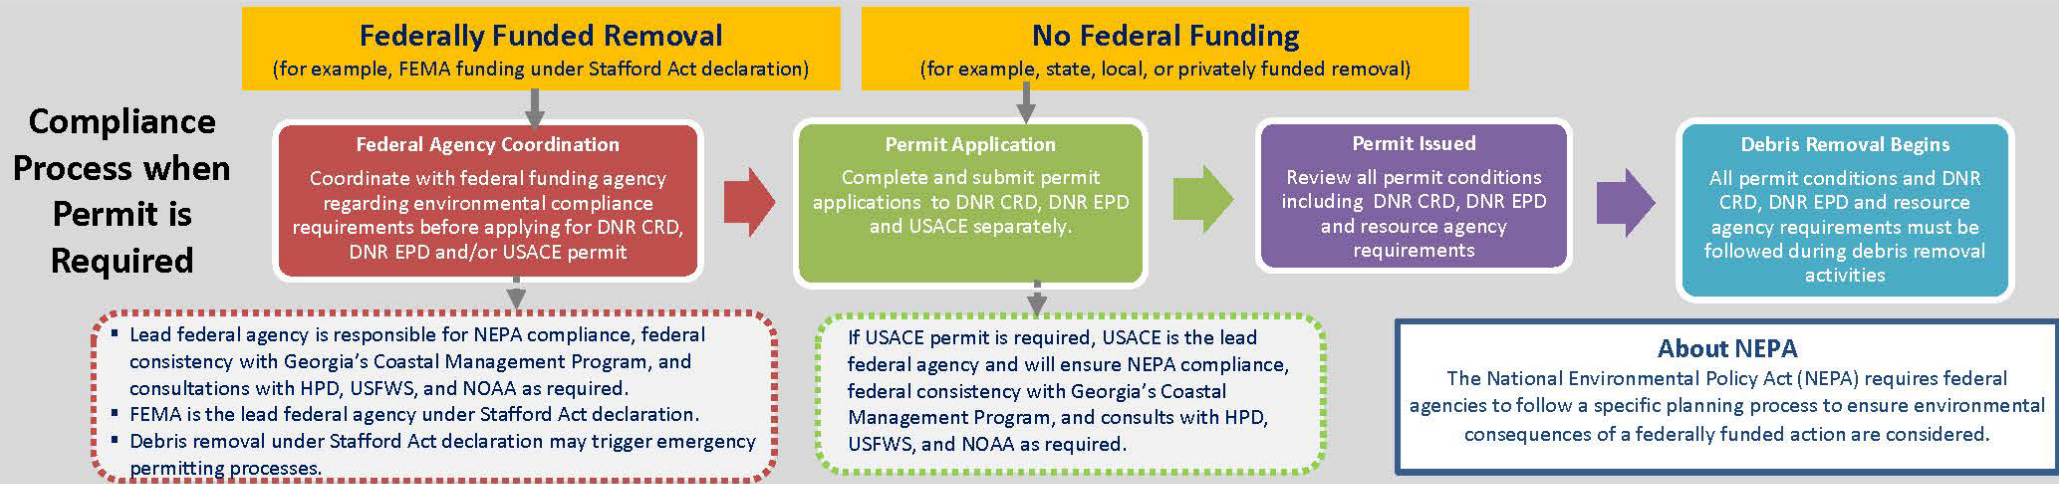 Compliance
Process when
Permit is
Required
Federally Funded Removal
(for example, FEMA funding under Stafford Act declaration)
No Federal Funding
(for example, state, local, or privately funded removal)
Federal Agency Coordination
Coordinate with federal funding agency
regarding environmental compliance
requirements before applying for DNR CRD,
DNR EPD and/or USACE permit
Permit Application
Complete and submit permit
applications to DNR CRD, DNR EPD
and USACE separately.
Permit Issued
Review all permit conditions
including DNR CRD, DNR EPD
and resource agency
requirements
Debris Removal Begins
All permit conditions and DNR
CRD, DNR EPD and resource
agency requirements must be
followed during debris removal
activities
▪ Lead federal agency is responsible for NEPA compliance, federal
consistency with Georgia's Coastal Management Program, and
consultations with HPD, USFWS, and NOAA as required.
▪ FEMA is the lead federal agency under Stafford Act declaration.
▪ Debris removal under Stafford Act declaration may trigger emergency
permitting processes.
If USACE permit is required, USACE is the lead
federal agency and will ensure NEPA compliance,
federal consistency with Georgia's Coastal
Management Program, and consults with HPD,
USFWS, and NOAA as required.
About NEPA
The National Environmental Policy Act (NEPA) requires federal
agencies to follow a specific planning process to ensure environmental
consequences of a federally funded action are considered.